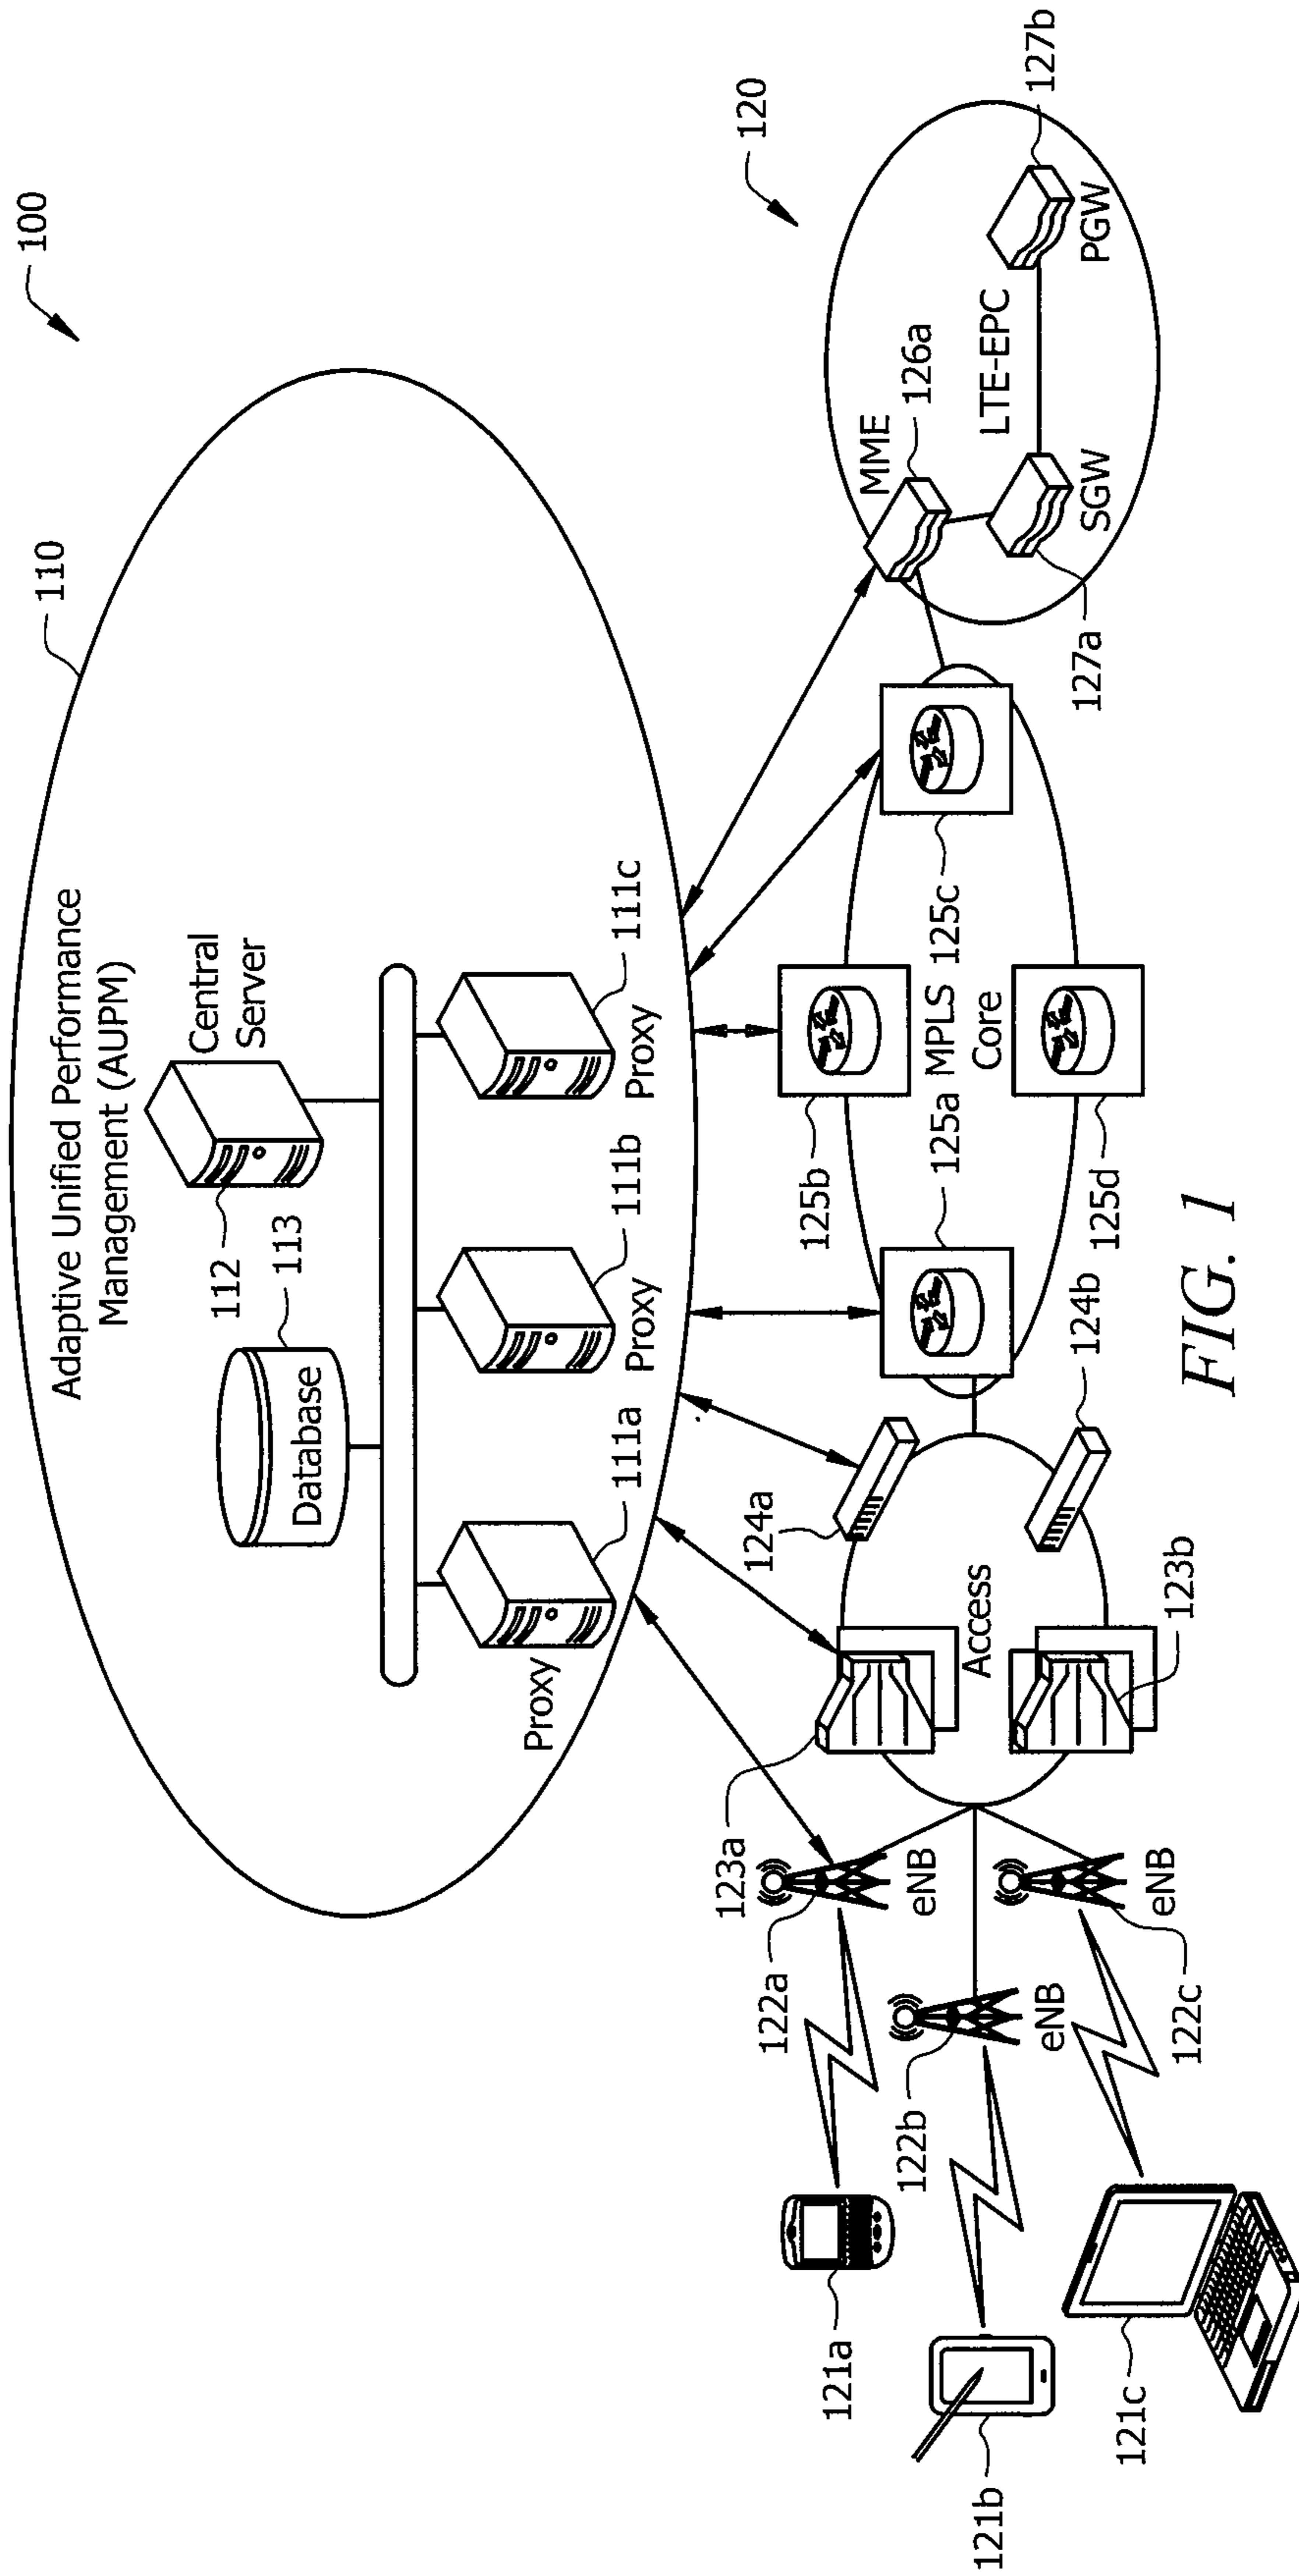 100
110
Adaptive Unified Performance
Management (AUPM)
Central
Server
112
113
Database
111a
111b
111c
Proxy
Proxy
Proxy
120
MME
126a
LTE-EPC
127b
PGW
SGW
127a
125b
125a
MPLS
Core
125c
125d
124a
124b
Access
123a
123b
122a
eNB
122b
eNB
122c
eNB
121a
121b
121c
FIG. 1